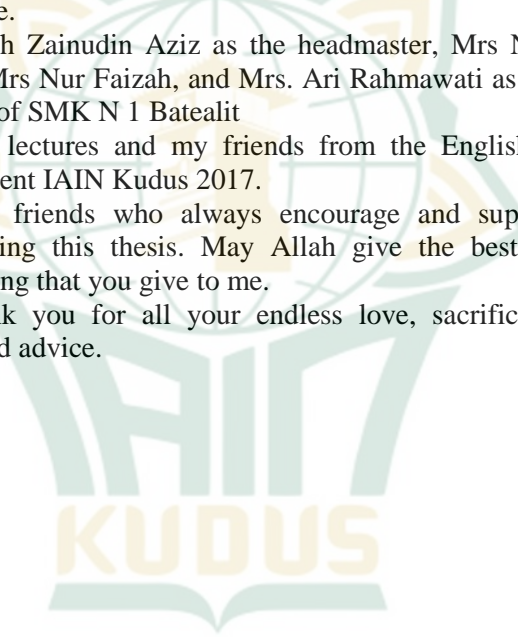 e.
h Zainudin Aziz as the headmaster, Mrs N
Mrs Nur Faizah, and Mrs. Ari Rahmawati as
of SMK N 1 Batealit
lectures and my friends from the English
ent IAIN Kudus 2017.
friends who always encourage and sup
ing this thesis. May Allah give the best
ng that you give to me.
k you for all your endless love, sacrific
d advice.
IAIN
KUDUS